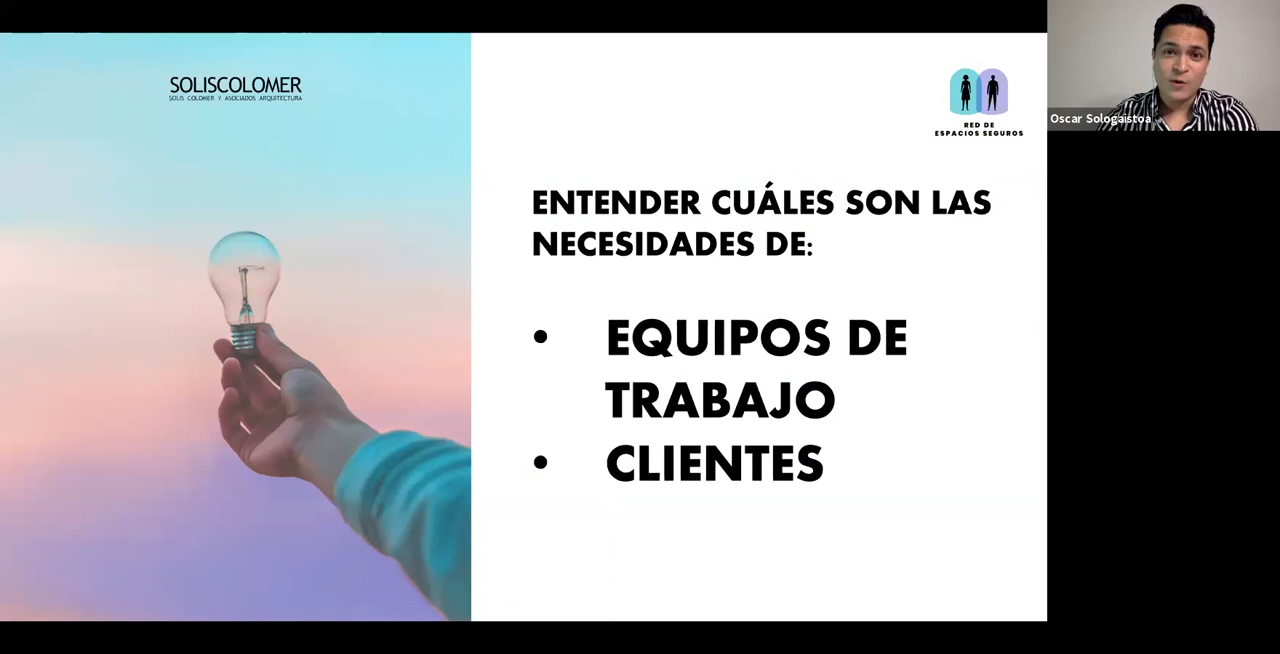 SOLISCOLOMER
SOLIS COLOMER Y ASOCIADOS ARQUITECTURA
RED DE
ESPACIOS SEGUROS
ENTENDER CUÁLES SON LAS
NECESIDADES DE:
• EQUIPOS DE
TRABAJO
• CLIENTES
Oscar Sologaistoa